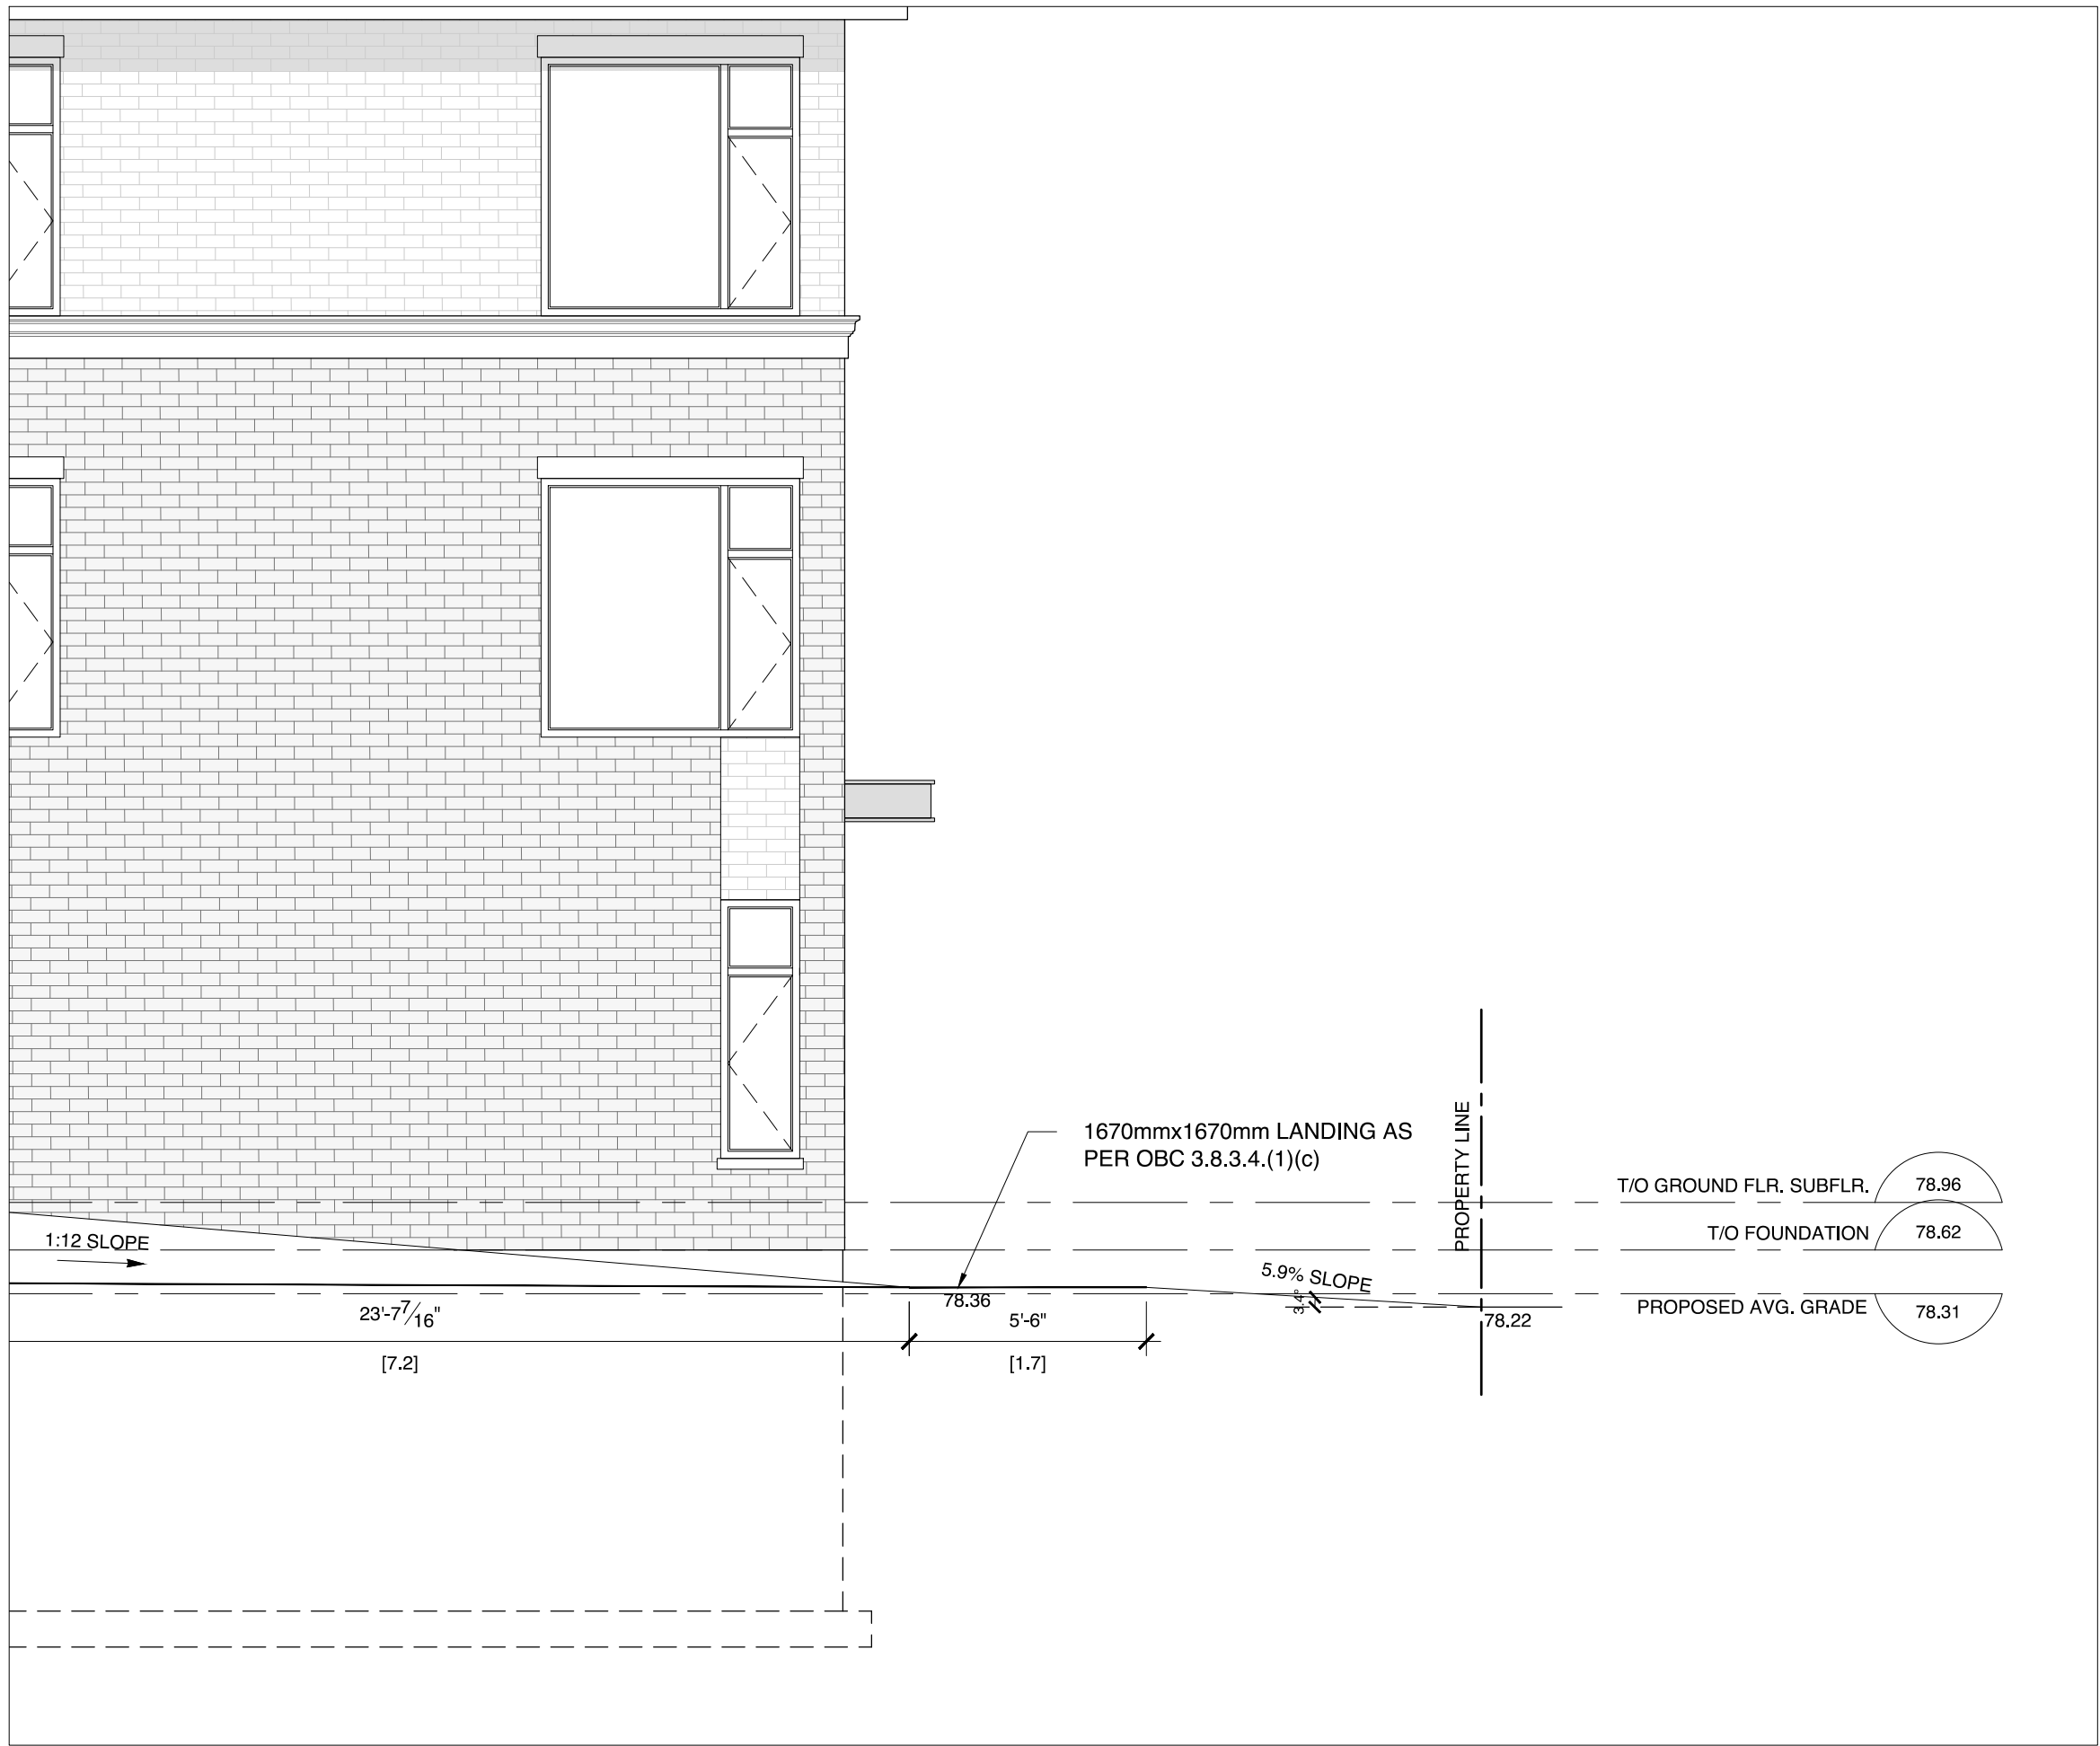 1670mmx1670mm LANDING AS
PER OBC 3.8.3.4.(1)(c)
PROPERTY LINE
T/O GROUND FLR. SUBFLR.
78.96
T/O FOUNDATION
78.62
1:12 SLOPE
5.9% SLOPE
3.4°
78.36
78.22
PROPOSED AVG. GRADE
78.31
23'-7 7/16"
[7.2]
5'-6"
[1.7]